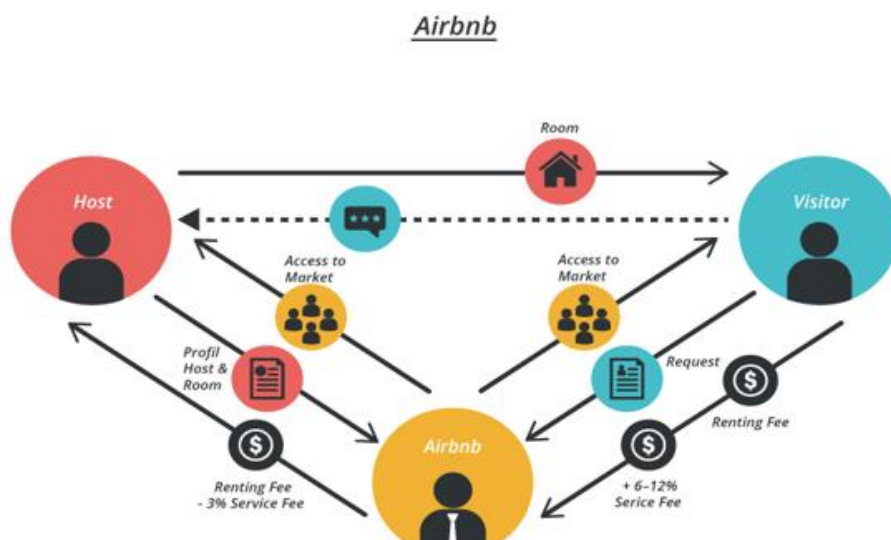 Airbnb
Room
Host
Visitor
Access to
Market
Access to
Market
Profil
Host &
Room
Request
Renting Fee
Airbnb
Renting Fee
- 3% Service Fee
+ 6–12%
Serice Fee